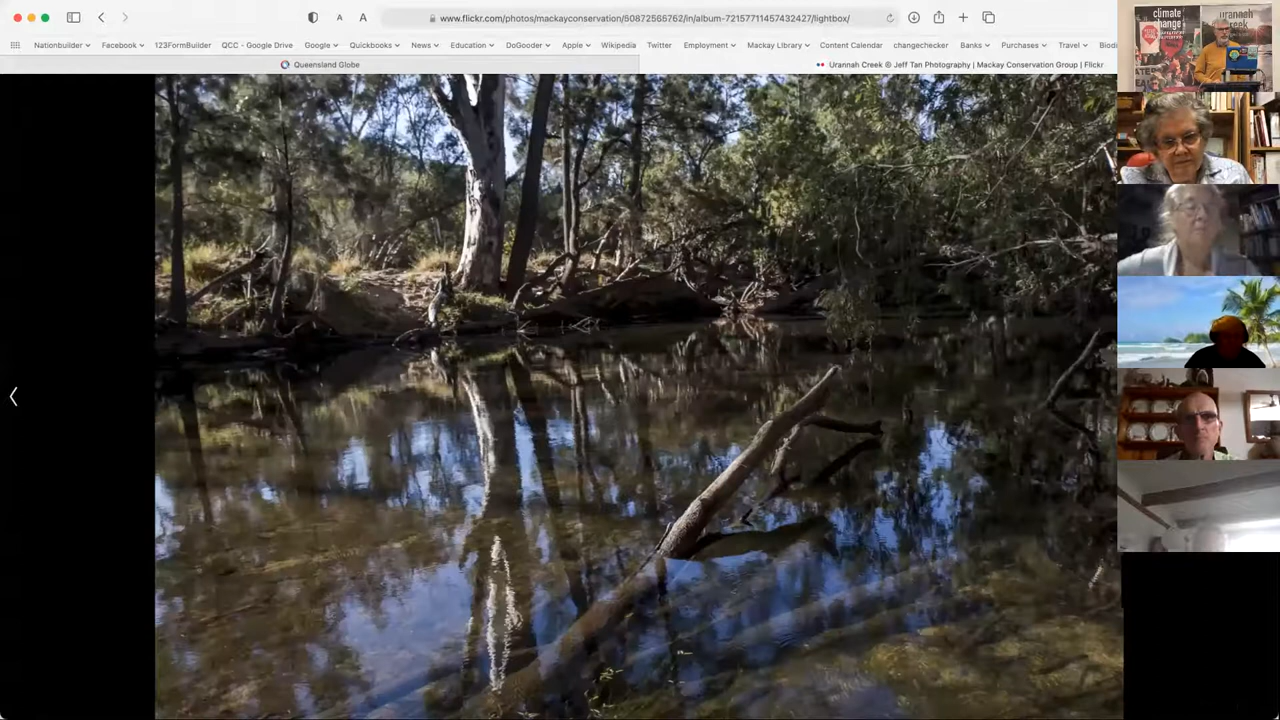 A
A
www.flickr.com/photos/mackayconservation/50872565762/in/album-72157711457432427/lightbox/
Nationbuilder Facebook 123FormBuilder QCC - Google Drive Google Quickbooks News Education DoGooder Apple Wikipedia Twitter Employment Mackay Library Content Calendar changechecker Banks Purchases Travel Biodi
Queensland Globe
Urannah Creek © Jeff Tan Photography | Mackay Conservation Group | Flickr
climate
change
urannah
creek